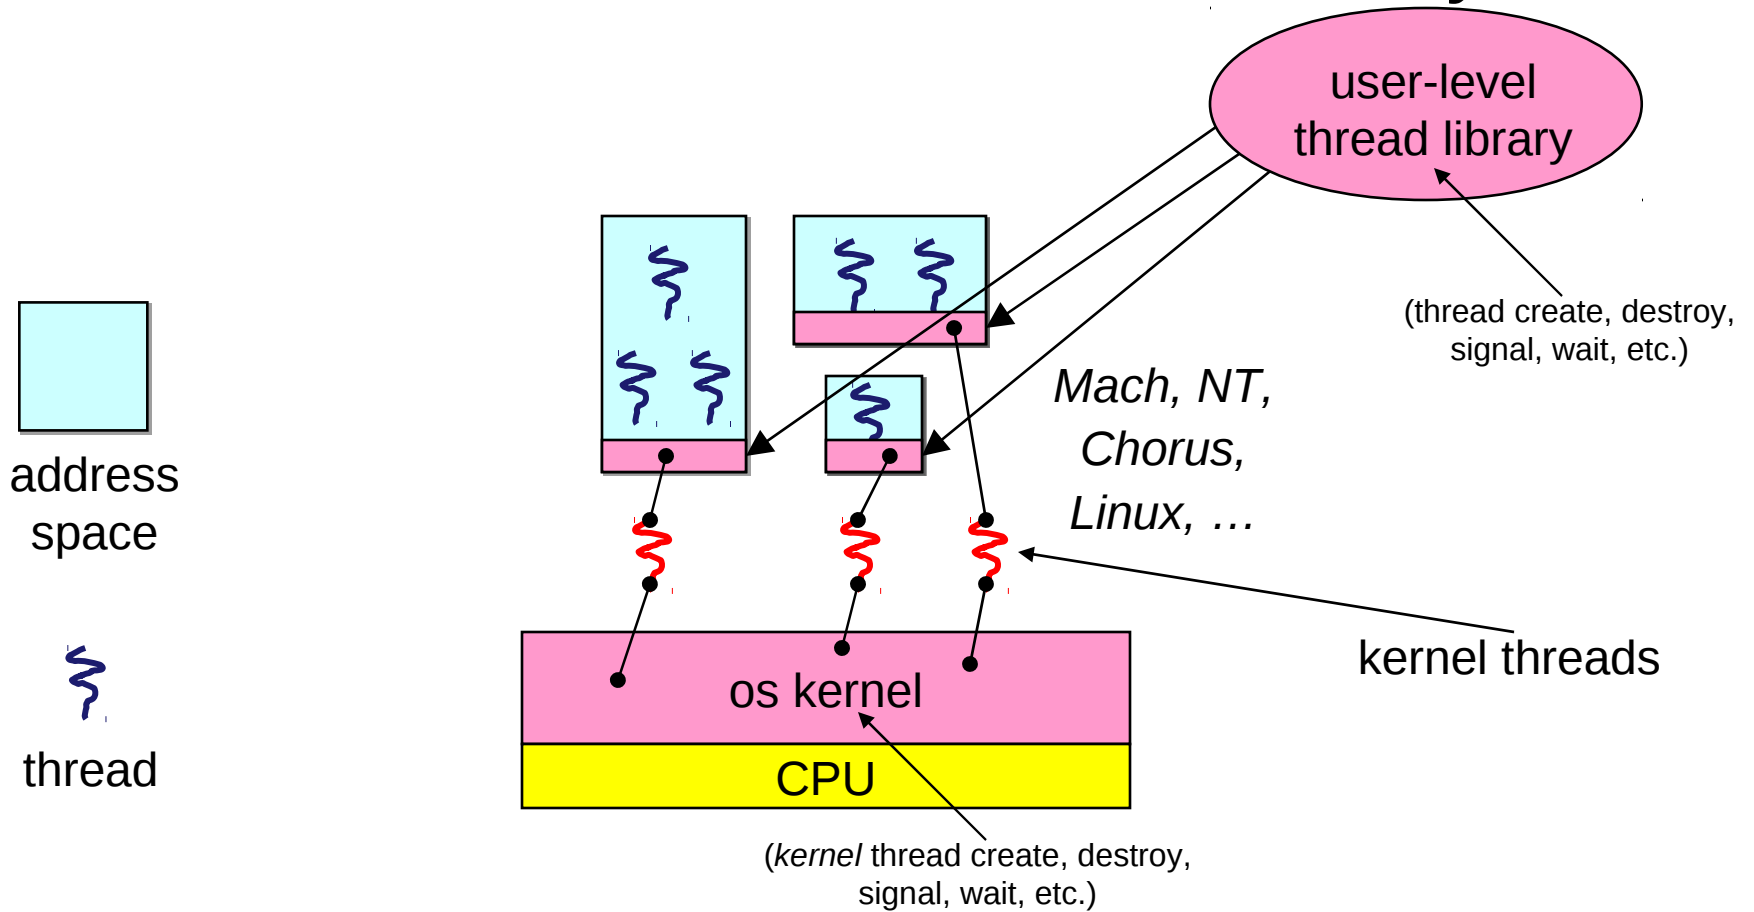 user-level
thread library
(thread create, destroy,
signal, wait, etc.)
Mach, NT,
Chorus,
Linux, …
address
space
thread
kernel threads
os kernel
CPU
(kernel thread create, destroy,
signal, wait, etc.)